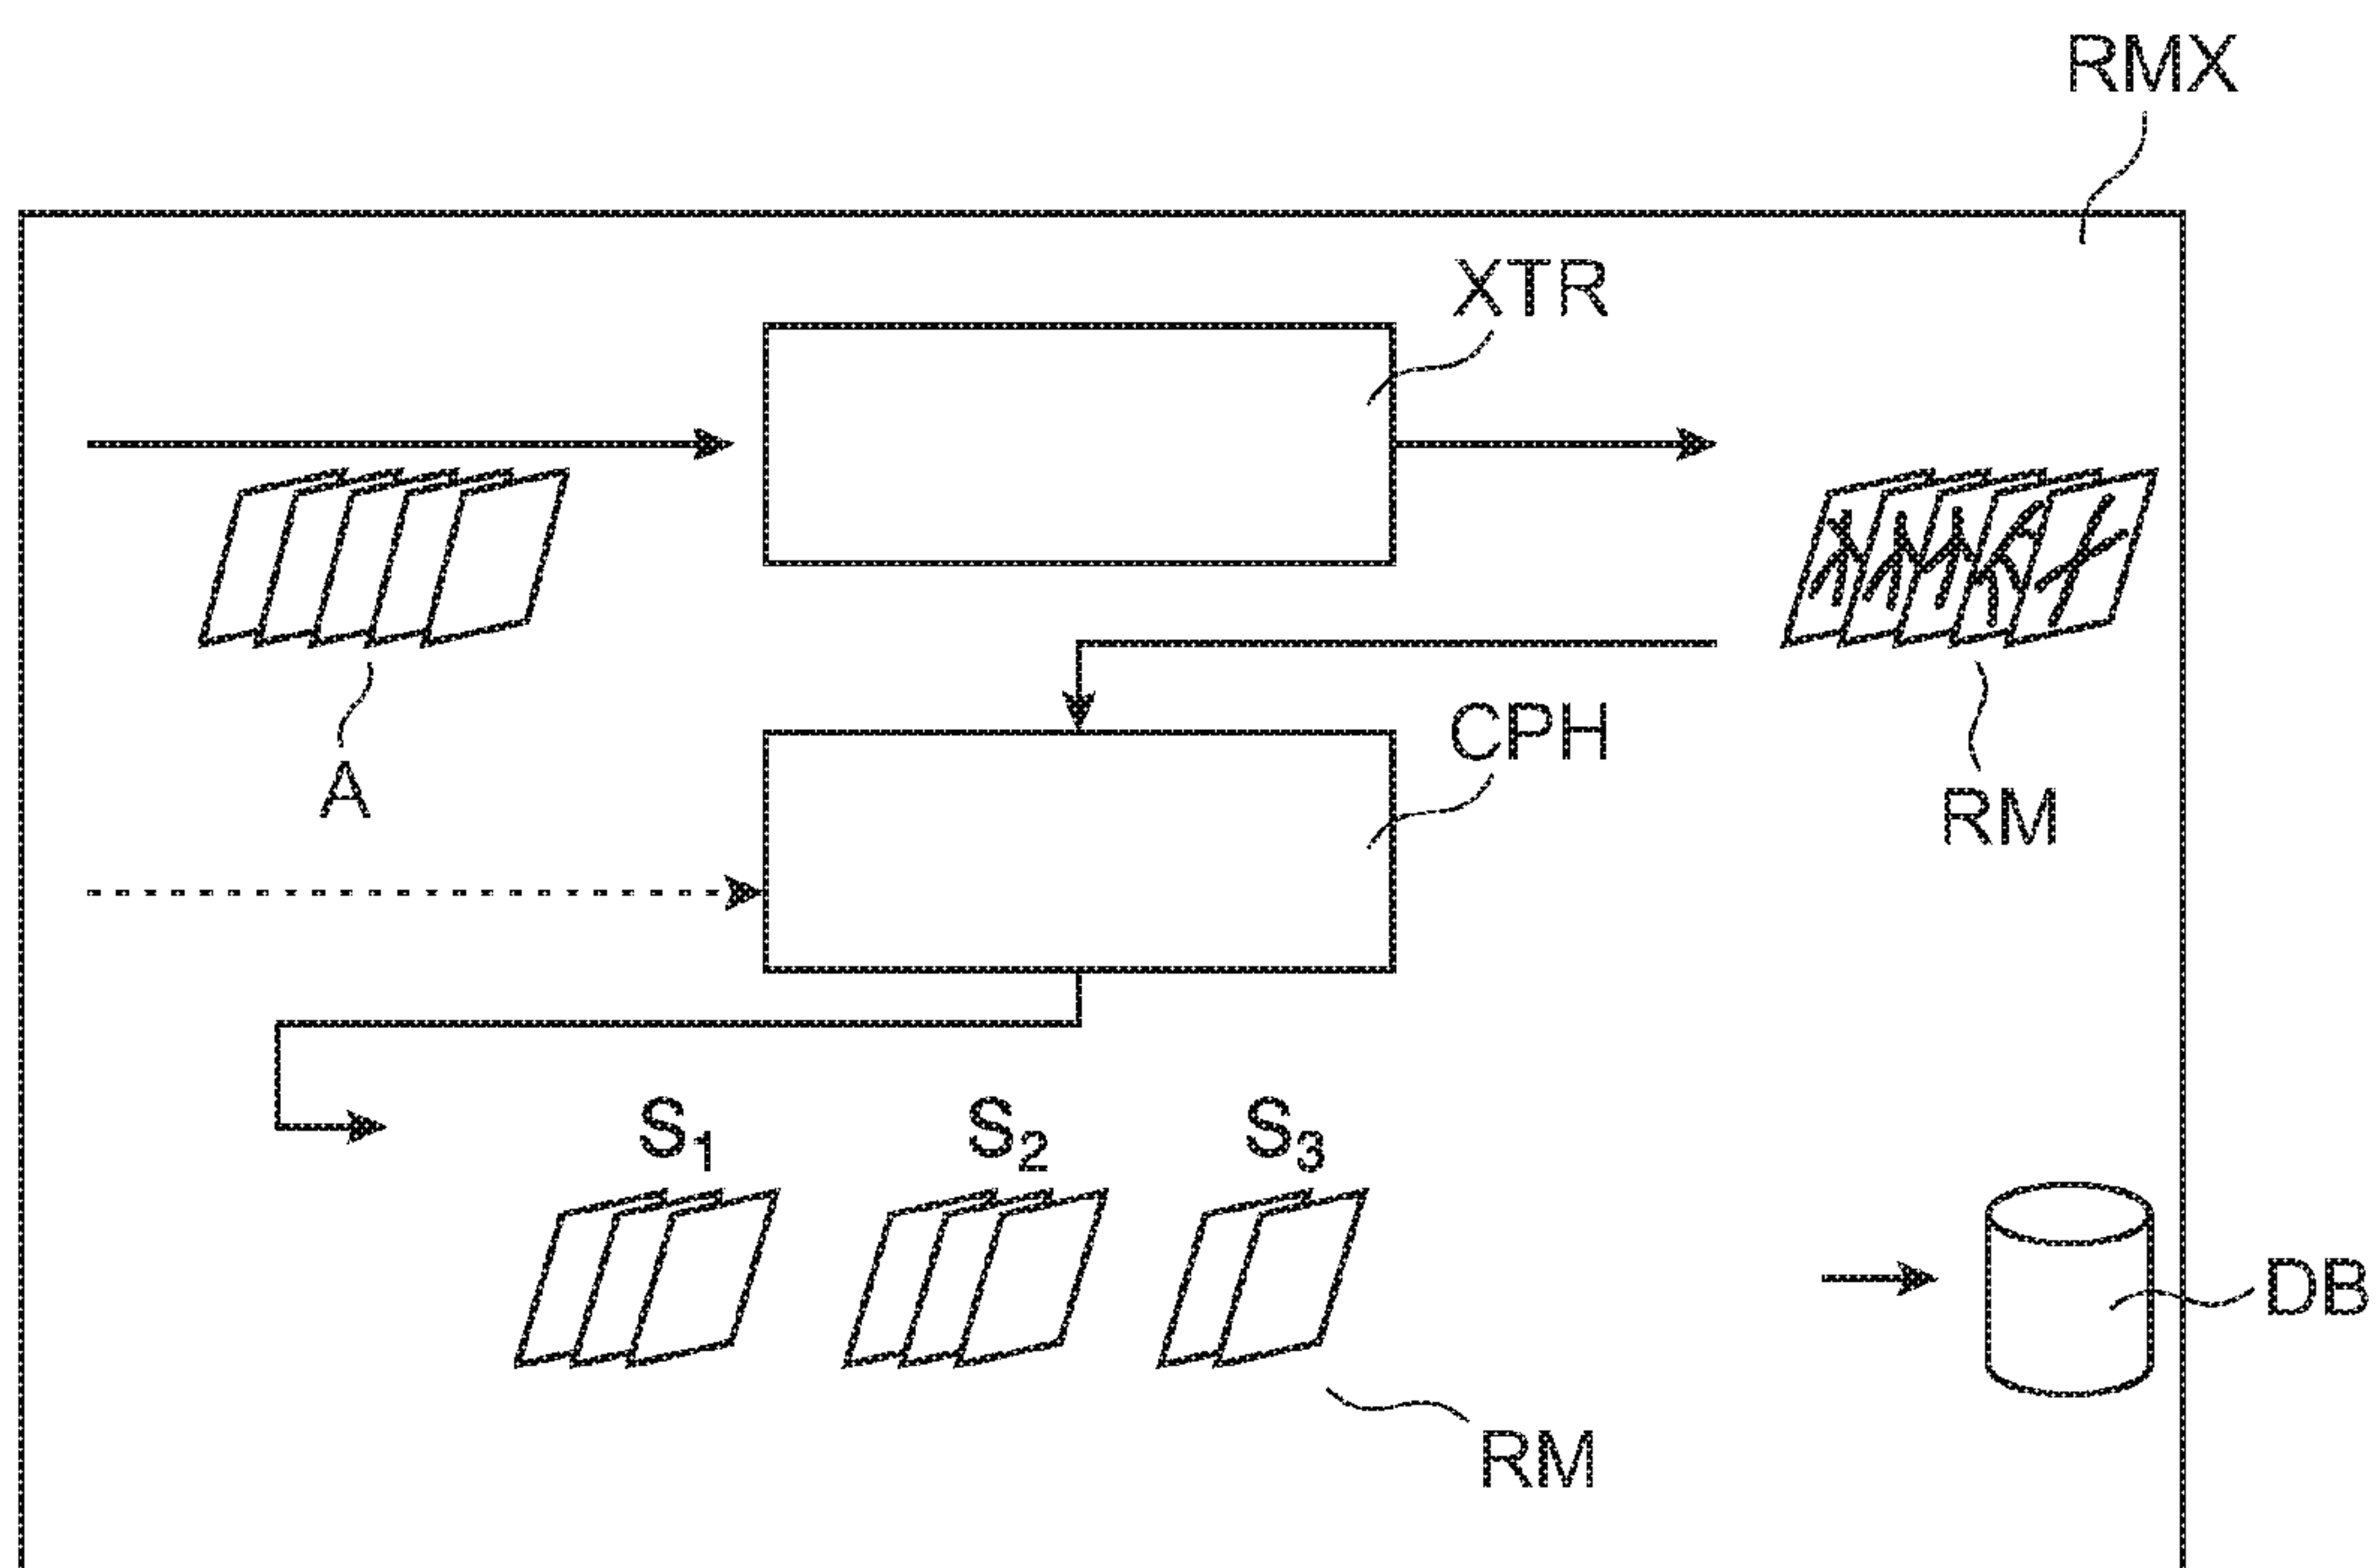 RMX
XTR
A
CPH
RM
S₁ S₂ S₃
DB
RM